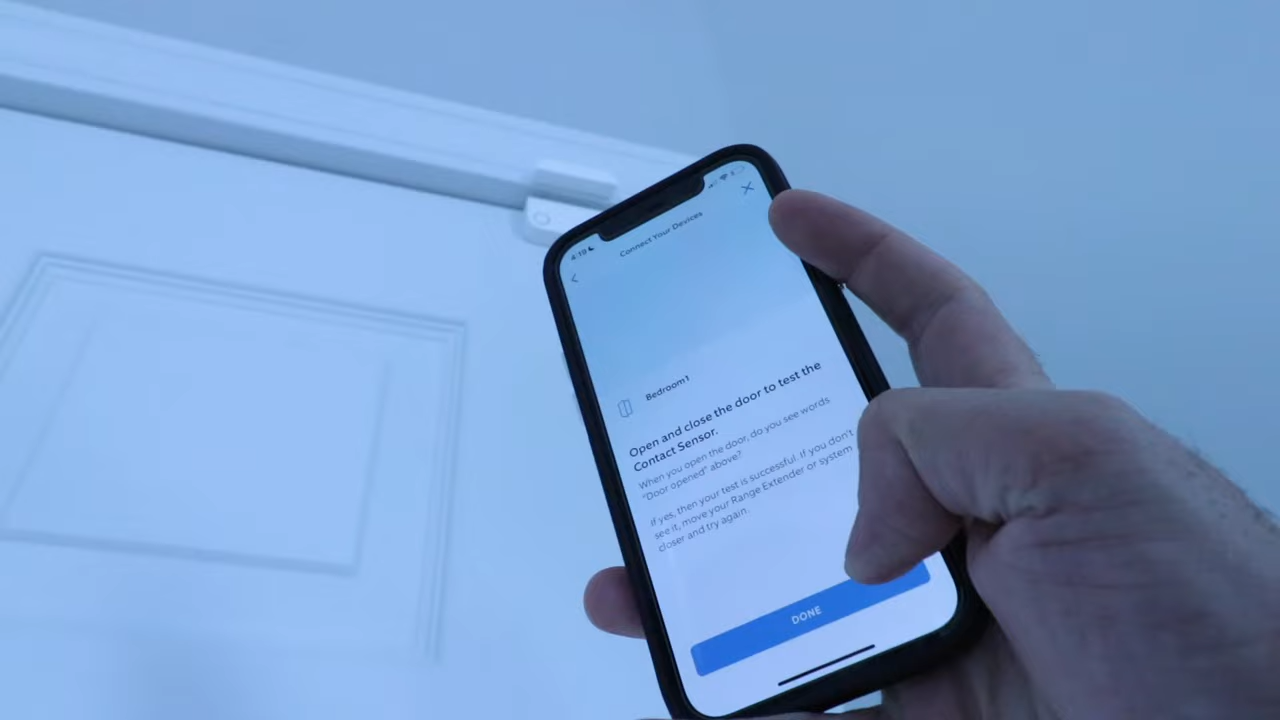 4:19
Connect Your Devices
Bedroom1
Open and close the door to test the
Contact Sensor.
When you open the door, do you see words
"Door opened" above?
If yes, then your test is successful. If you don't
see it, move your Range Extender or system
closer and try again.
DONE